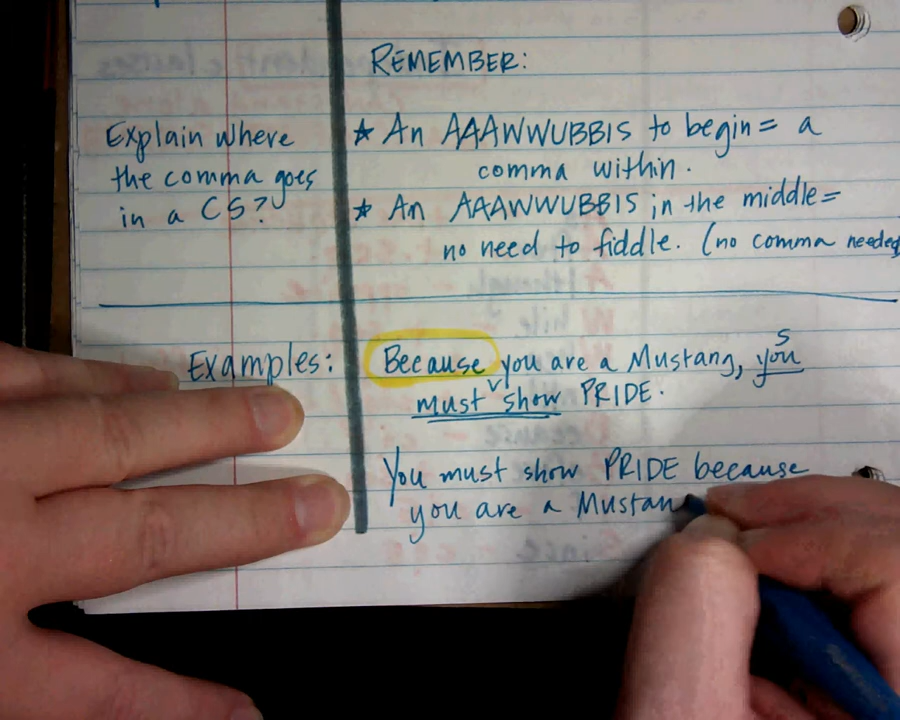 REMEMBER:
Explain where
the comma goes
in a CS?
★ An AAAWWUBBIS to begin = a
comma within.
★ An AAAWWUBBIS in the middle =
no need to fiddle. (no comma needed
Examples:
Because you are a Mustang, you
S
must show PRIDE.
V
You must show PRIDE because
you are a Mustan